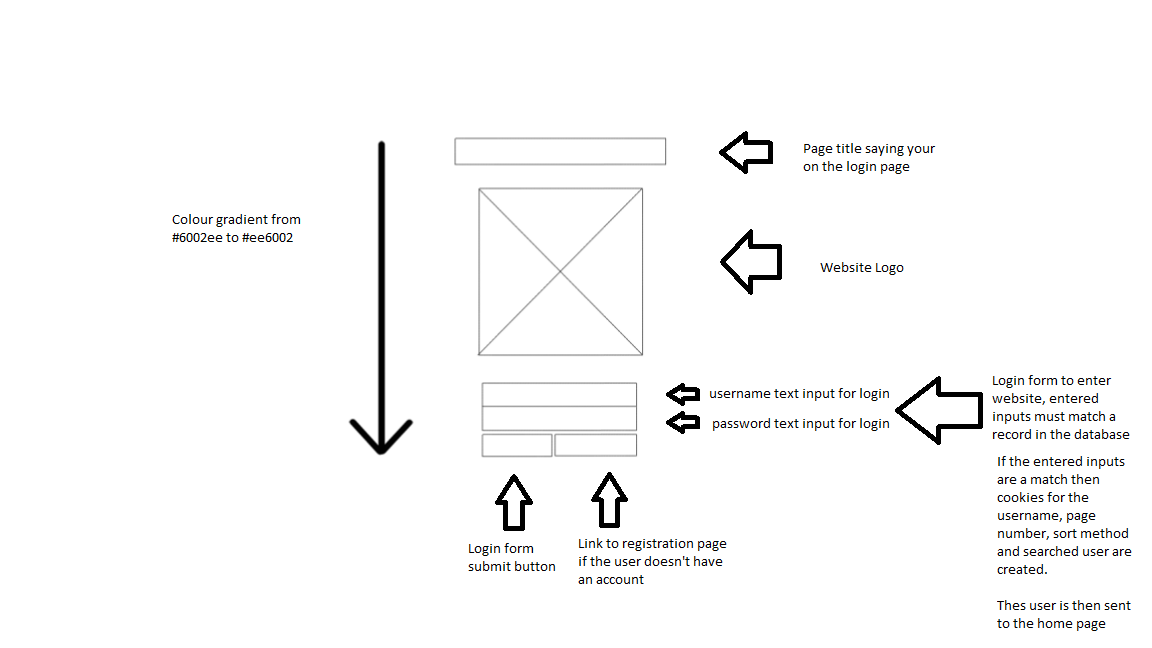 Page title saying your
on the login page
Colour gradient from
#6002ee to #ee6002
Website Logo
username text input for login
password text input for login
Login form to enter
website, entered
inputs must match a
record in the database
If the entered inputs
are a match then
cookies for the
username, page
number, sort method
and searched user are
created.
Thes user is then sent
to the home page
Login form
submit button
Link to registration page
if the user doesn't have
an account